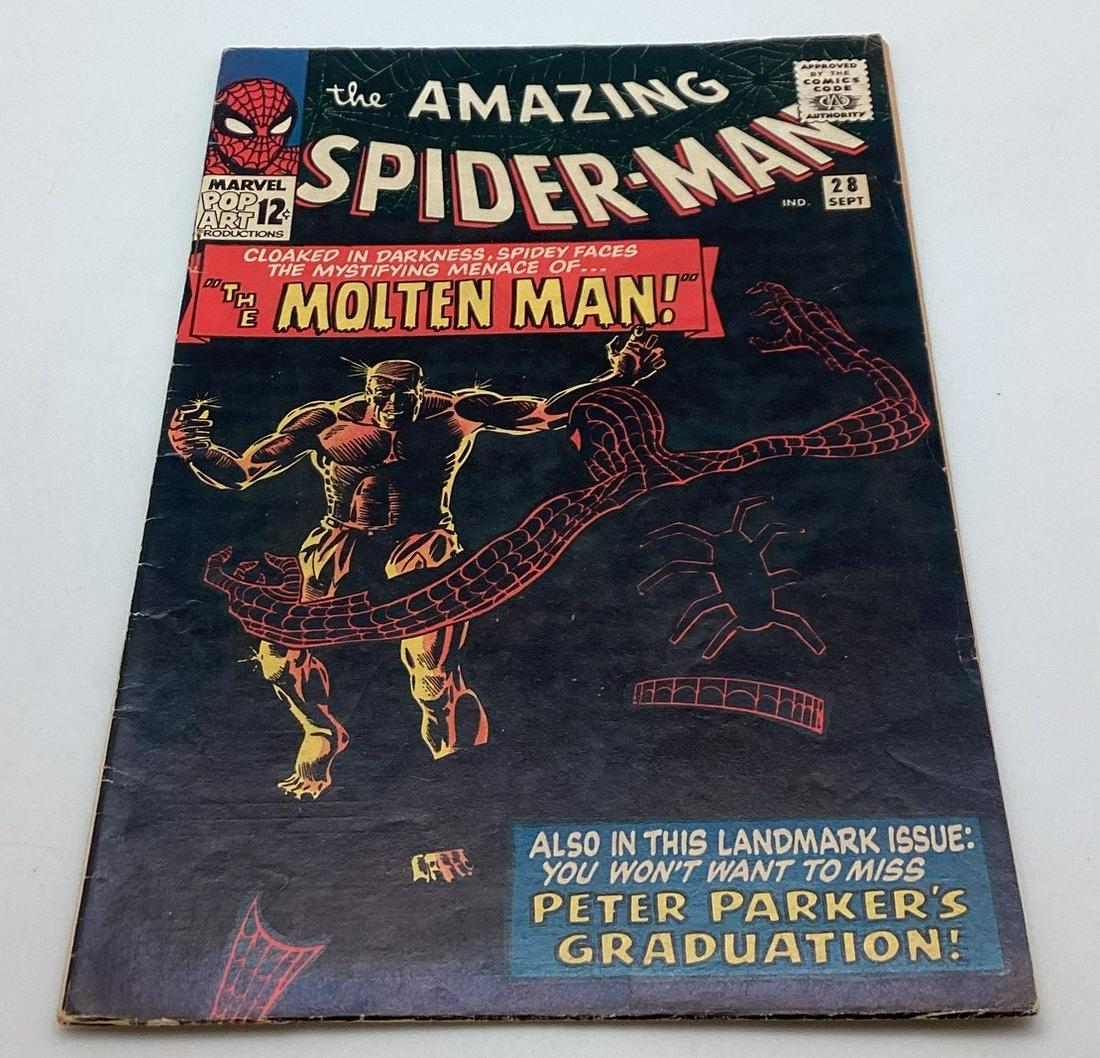 the AMAZING
SPIDER-MAN
APPROVED
BY THE
COMICS
CODE
CA
AUTHORITY
MARVEL
POP
ART 12¢
PRODUCTIONS
IND.
28
SEPT
CLOAKED IN DARKNESS, SPIDEY FACES
THE MYSTIFYING MENACE OF...
"THE MOLTEN MAN!"
ALSO IN THIS LANDMARK ISSUE:
YOU WON'T WANT TO MISS
PETER PARKER'S
GRADUATION!